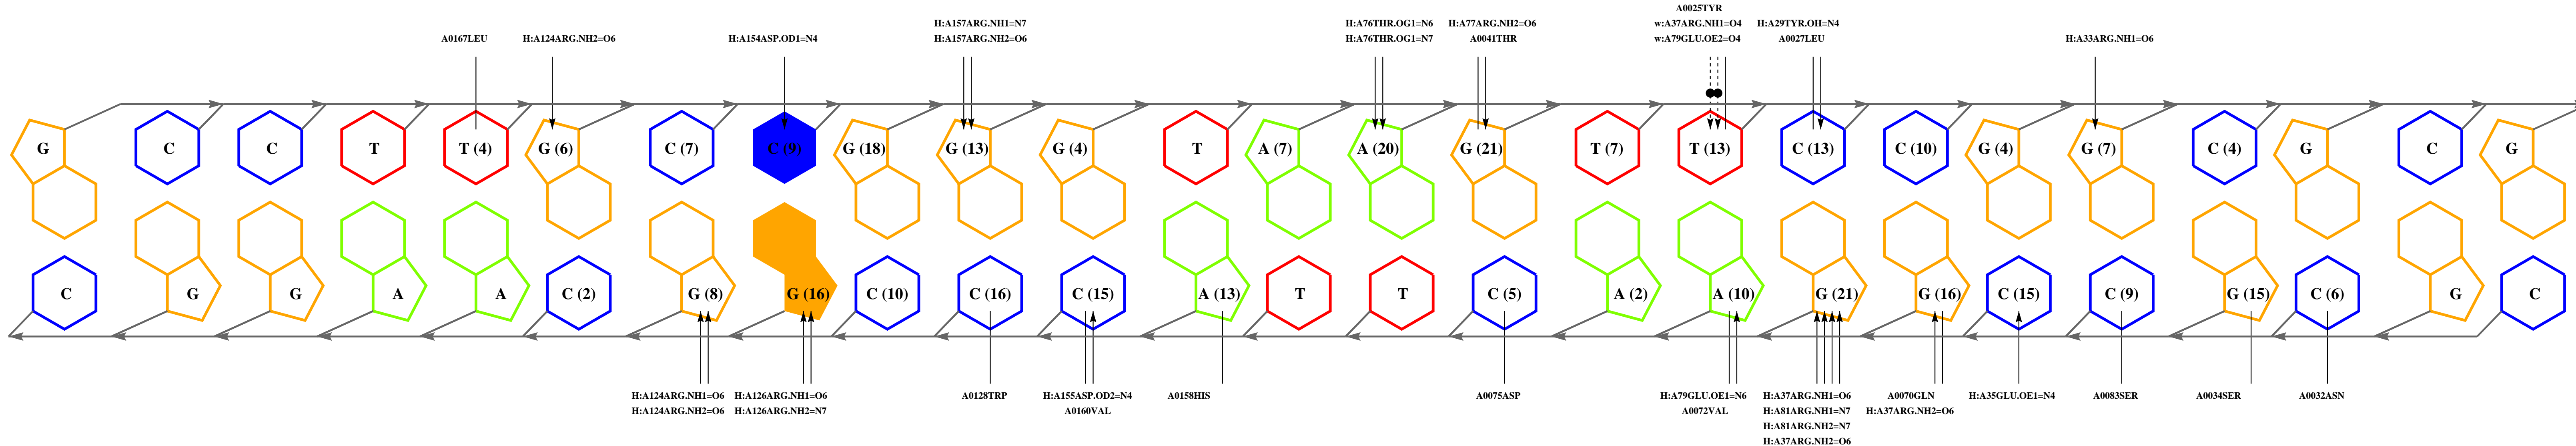 A0025TYR
H:A157ARG.NH1=N7 H:A76THR.OG1=N6 H:A77ARG.NH2=O6 w:A37ARG.NH1=O4 H:A29TYR.OH=N4
A0167LEU H:A124ARG.NH2=O6 H:A154ASP.OD1=N4 H:A157ARG.NH2=O6 H:A76THR.OG1=N7 A0041THR w:A79GLU.OE2=O4 A0027LEU H:A33ARG.NH1=O6
G C C T T (4) G (6) C (7) C (9) G (18) G (13) G (4) T A (7) A (20) G (21) T (7) T (13) C (13) C (10) G (4) G (7) C (4) G C G
C G G A A C (2) G (8) G (16) C (10) C (16) C (15) A (13) T T C (5) A (2) A (10) G (21) G (16) C (15) C (9) G (15) C (6) G C
H:A124ARG.NH1=O6 H:A126ARG.NH1=O6 A0128TRP H:A155ASP.OD2=N4 A0158HIS A0075ASP H:A79GLU.OE1=N6 H:A37ARG.NH1=O6 A0070GLN H:A35GLU.OE1=N4 A0083SER A0034SER A0032ASN
H:A124ARG.NH2=O6 H:A126ARG.NH2=N7 A0160VAL A0072VAL H:A81ARG.NH1=N7 H:A37ARG.NH2=O6
H:A81ARG.NH2=N7
H:A37ARG.NH2=O6